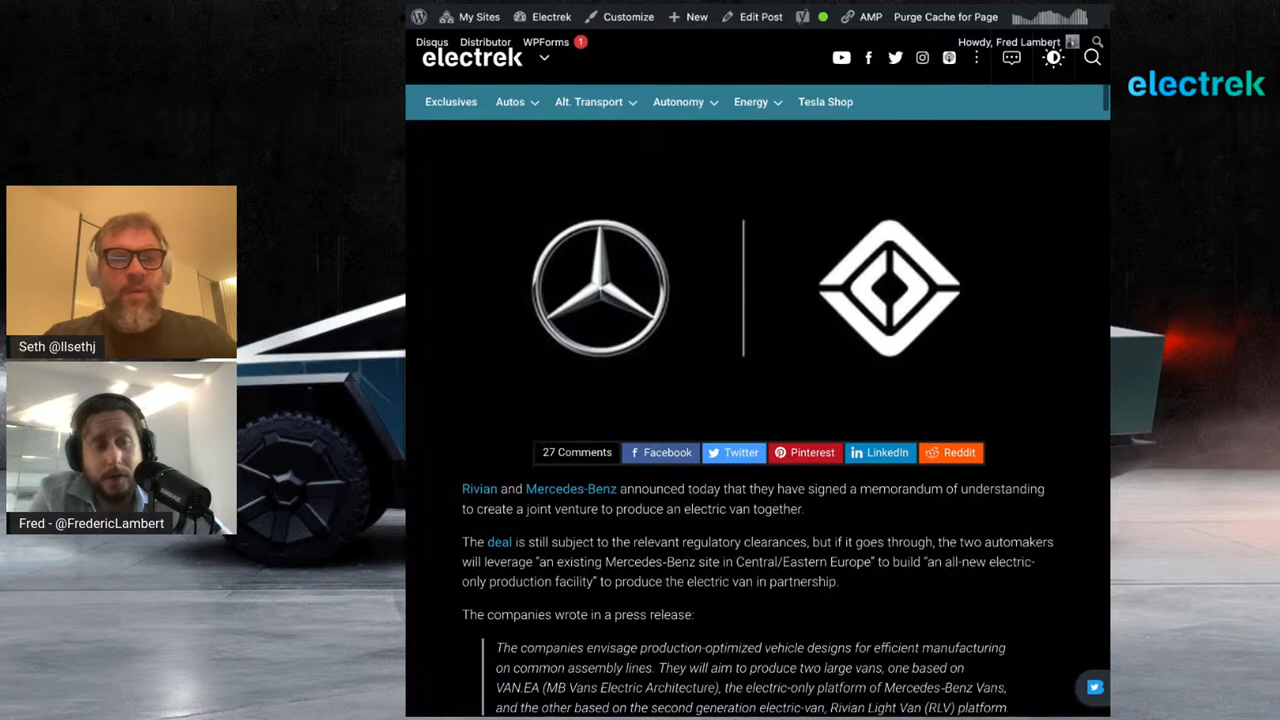 My Sites Electrek Customize New Edit Post AMP Purge Cache for Page
Disqus Distributor WPForms 1 Howdy, Fred Lambert
electrek
electrek
Exclusives Autos Alt. Transport Autonomy Energy Tesla Shop
Seth @llsethj
Fred - @FredericLambert
27 Comments Facebook Twitter Pinterest LinkedIn Reddit
Rivian and Mercedes-Benz announced today that they have signed a memorandum of understanding
to create a joint venture to produce an electric van together.
The deal is still subject to the relevant regulatory clearances, but if it goes through, the two automakers
will leverage “an existing Mercedes-Benz site in Central/Eastern Europe” to build “an all-new electric-
only production facility” to produce the electric van in partnership.
The companies wrote in a press release:
The companies envisage production-optimized vehicle designs for efficient manufacturing
on common assembly lines. They will aim to produce two large vans, one based on
VAN.EA (MB Vans Electric Architecture), the electric-only platform of Mercedes-Benz Vans,
and the other based on the second generation electric-van, Rivian Light Van (RLV) platform.